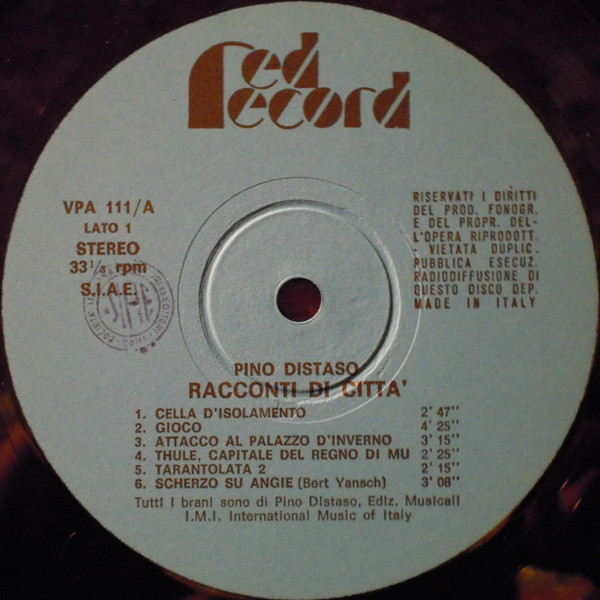 Red Record
VPA 111/A
LATO 1
STEREO
33⅓ rpm
S.I.A.E.
RISERVATI I DIRITTI
DEL PROD. FONOGR.
E DEL PROPR. DEL-
L'OPERA RIPRODOTT.
- VIETATA DUPLIC.
PUBBLICA ESECUZ.
RADIODIFFUSIONE DI
QUESTO DISCO DEP.
MADE IN ITALY
PINO DISTASO
RACCONTI DI CITTA'
1. CELLA D'ISOLAMENTO 2'47''
2. GIOCO 4'25''
3. ATTACCO AL PALAZZO D'INVERNO 3'15''
4. THULE, CAPITALE DEL REGNO DI MU 2'25''
5. TARANTOLATA 2 2'15''
6. SCHERZO SU ANGIE (Bert Yansch) 3'08''
Tutti i brani sono di Pino Distaso, Ediz. Musicali
I.M.I. International Music of Italy